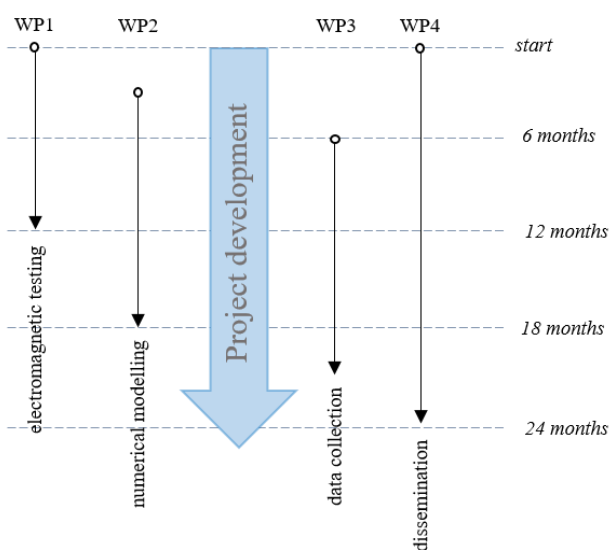 WP1
WP2
WP3
WP4
start
6 months
12 months
18 months
24 months
Project development
electromagnetic testing
numerical modelling
data collection
dissemination